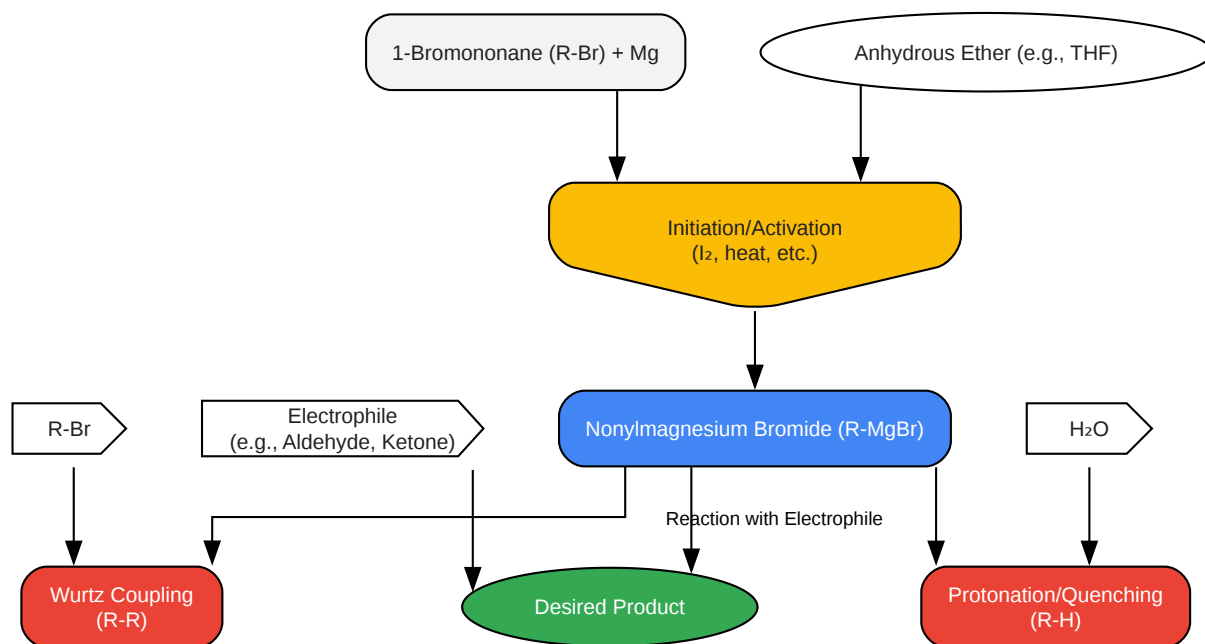 1-Bromononane (R-Br) + Mg
Anhydrous Ether (e.g., THF)
Initiation/Activation
(I₂, heat, etc.)
R-Br
Electrophile
(e.g., Aldehyde, Ketone)
Nonylmagnesium Bromide (R-MgBr)
H₂O
Reaction with Electrophile
Wurtz Coupling
(R-R)
Desired Product
Protonation/Quenching
(R-H)